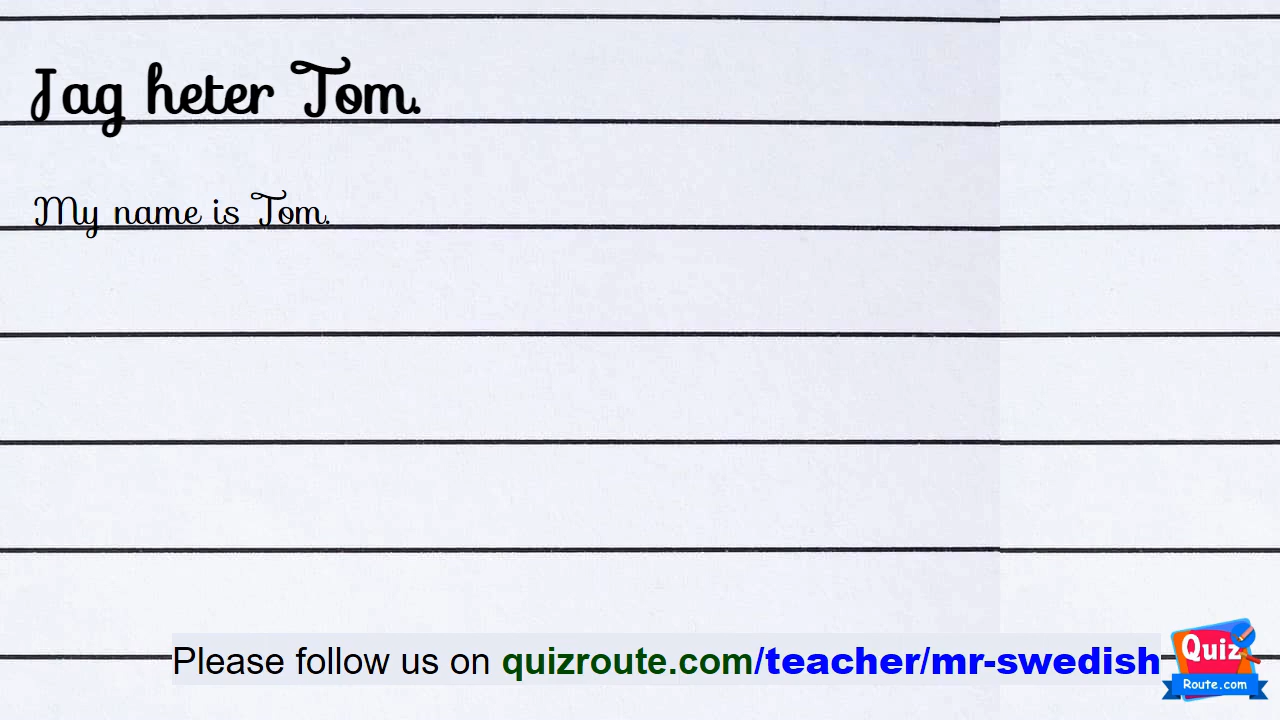 Jag heter Tom.
My name is Tom.
Please follow us on quizroute.com/teacher/mr-swedish
Quiz
Route.com